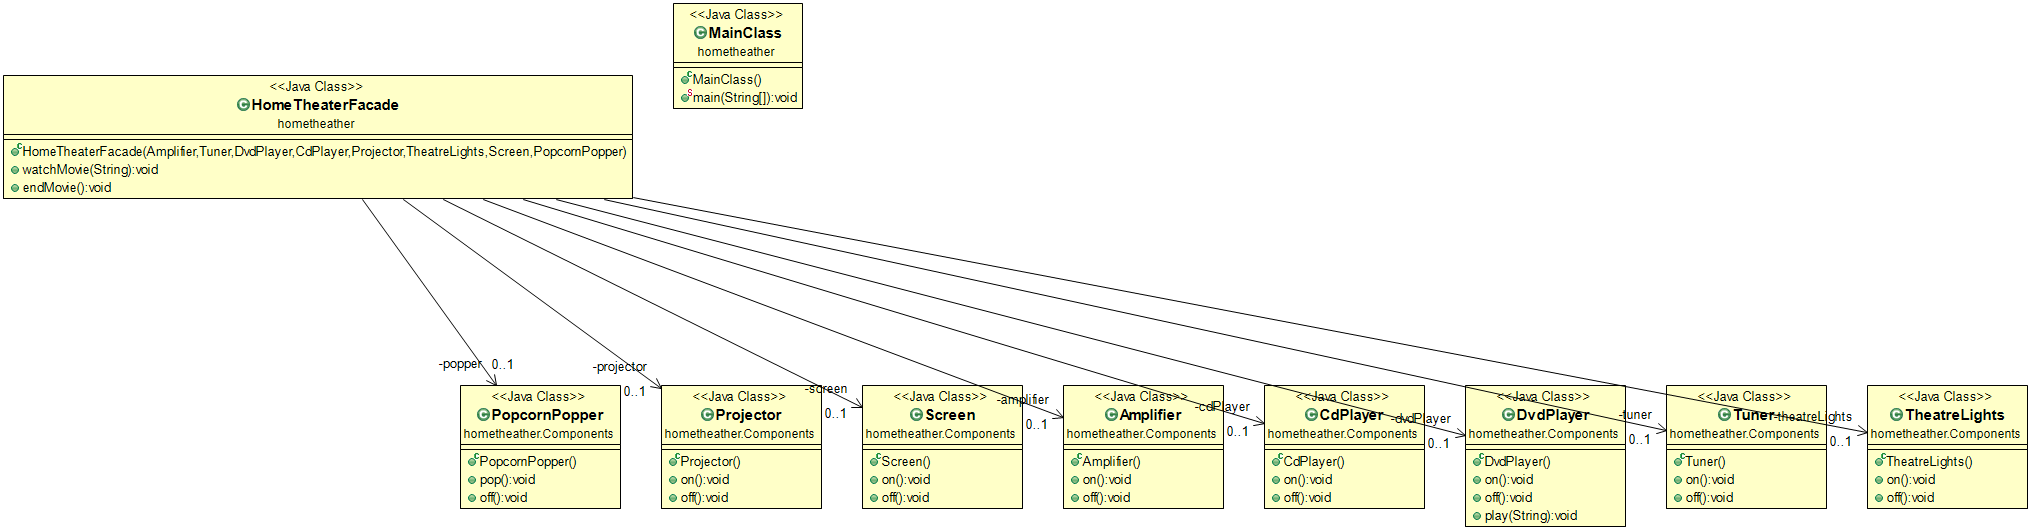 <<Java Class>>
MainClass
hometheather
MainClass()
main(String[]):void
<<Java Class>>
HomeTheaterFacade
hometheather
HomeTheaterFacade(Amplifier,Tuner,DvdPlayer,CdPlayer,Projector,TheatreLights,Screen,PopcornPopper)
watchMovie(String):void
endMovie():void
-popper 0..1
-projector
0..1
-screen
0..1
-amplifier
0..1
-cdPlayer
0..1
-dvdPlayer
0..1
-tuner
0..1
-theatreLights
0..1
<<Java Class>>
PopcornPopper
hometheather.Components
PopcornPopper()
pop():void
off():void
<<Java Class>>
Projector
hometheather.Components
Projector()
on():void
off():void
<<Java Class>>
Screen
hometheather.Components
Screen()
on():void
off():void
<<Java Class>>
Amplifier
hometheather.Components
Amplifier()
on():void
off():void
<<Java Class>>
CdPlayer
hometheather.Components
CdPlayer()
on():void
off():void
<<Java Class>>
DvdPlayer
hometheather.Components
DvdPlayer()
on():void
off():void
play(String):void
<<Java Class>>
Tuner
hometheather.Components
Tuner()
on():void
off():void
<<Java Class>>
TheatreLights
hometheather.Components
TheatreLights()
on():void
off():void